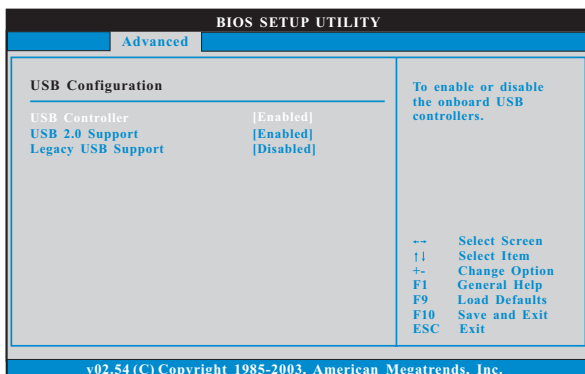 BIOS SETUP UTILITY
Advanced
USB Configuration
USB Controller [Enabled]
USB 2.0 Support [Enabled]
Legacy USB Support [Disabled]
To enable or disable
the onboard USB
controllers.
←→ Select Screen
↑↓ Select Item
+- Change Option
F1 General Help
F9 Load Defaults
F10 Save and Exit
ESC Exit
v02.54 (C) Copyright 1985-2003, American Megatrends, Inc.